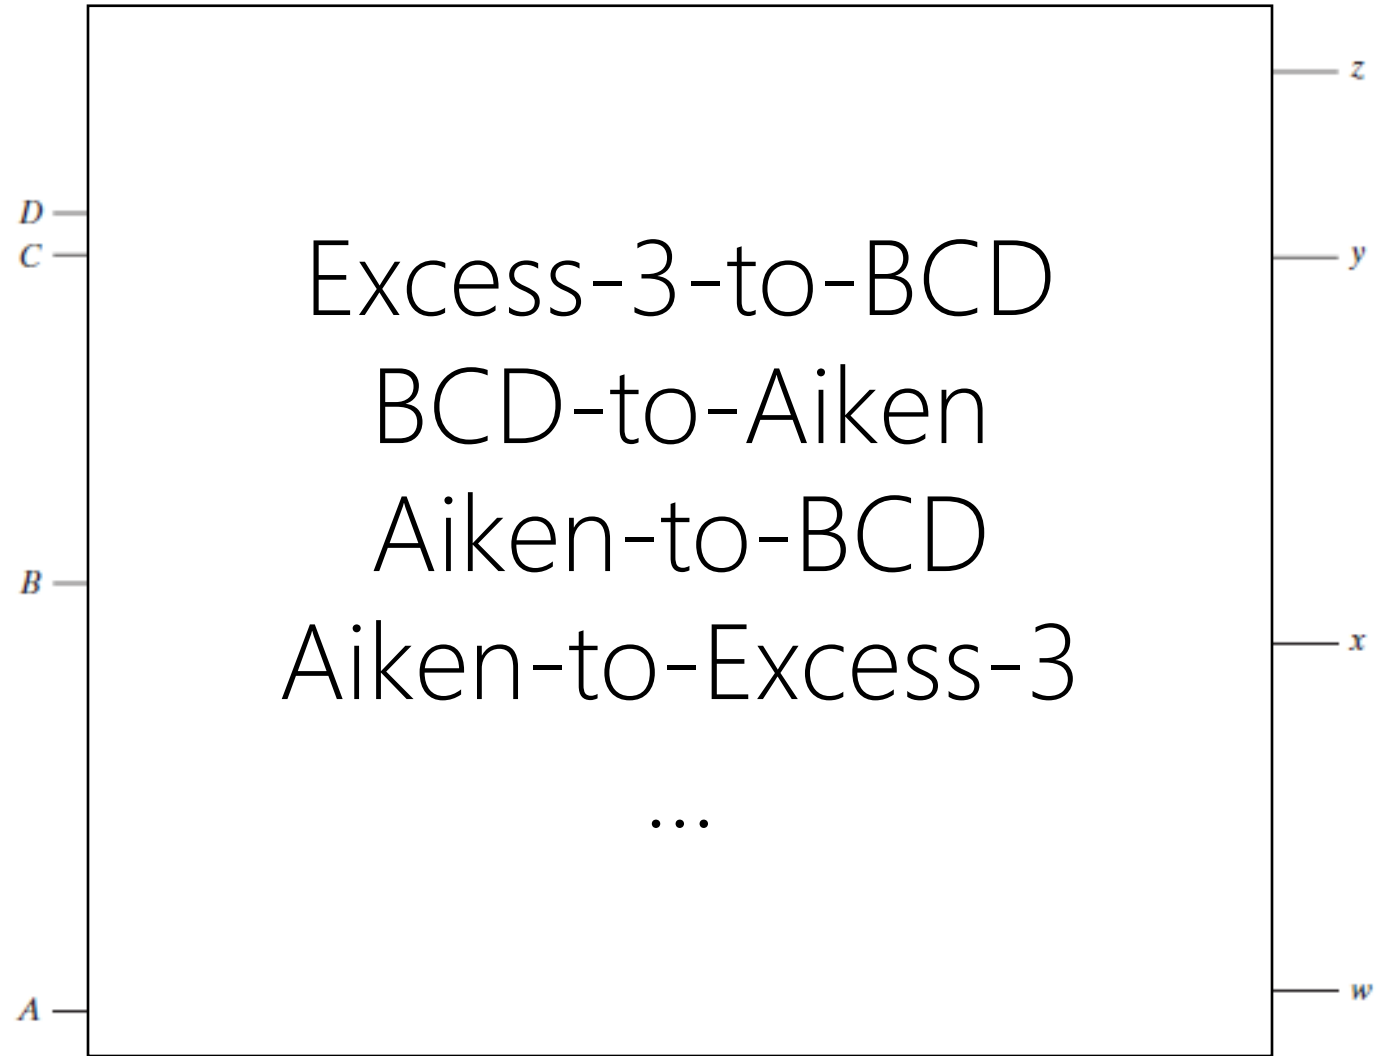 z
D
C
y
Excess-3-to-BCD
BCD-to-Aiken
Aiken-to-BCD
B
Aiken-to-Excess-3
x
...
A
w